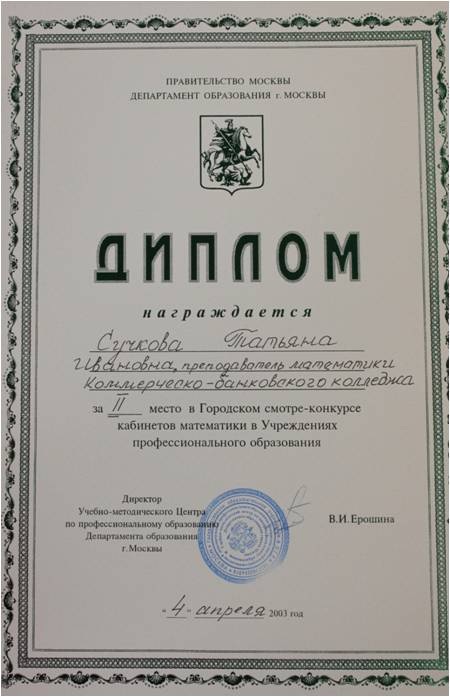 ПРАВИТЕЛЬСТВО МОСКВЫ
ДЕПАРТАМЕНТ ОБРАЗОВАНИЯ г. МОСКВЫ
ДИПЛОМ
награждается
Сучкова Татьяна
Ивановна, преподаватель математики
Коммерческо-банковского колледжа
за II место в Городском смотре-конкурсе
кабинетов математики в Учреждениях
профессионального образования
Директор
Учебно-методического Центра
по профессиональному образованию
Департамента образования
г.Москвы
В.И.Ерошина
"4" апреля 2003 год